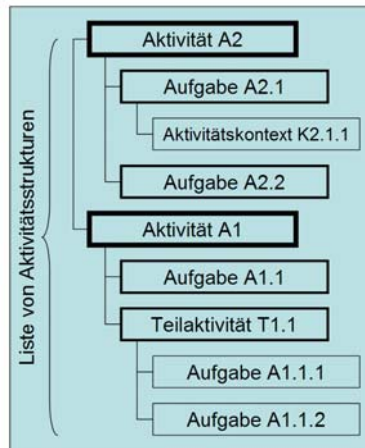 Liste von Aktivitätsstrukturen
Aktivität A2
Aufgabe A2.1
Aktivitätskontext K2.1.1
Aufgabe A2.2
Aktivität A1
Aufgabe A1.1
Teilaktivität T1.1
Aufgabe A1.1.1
Aufgabe A1.1.2